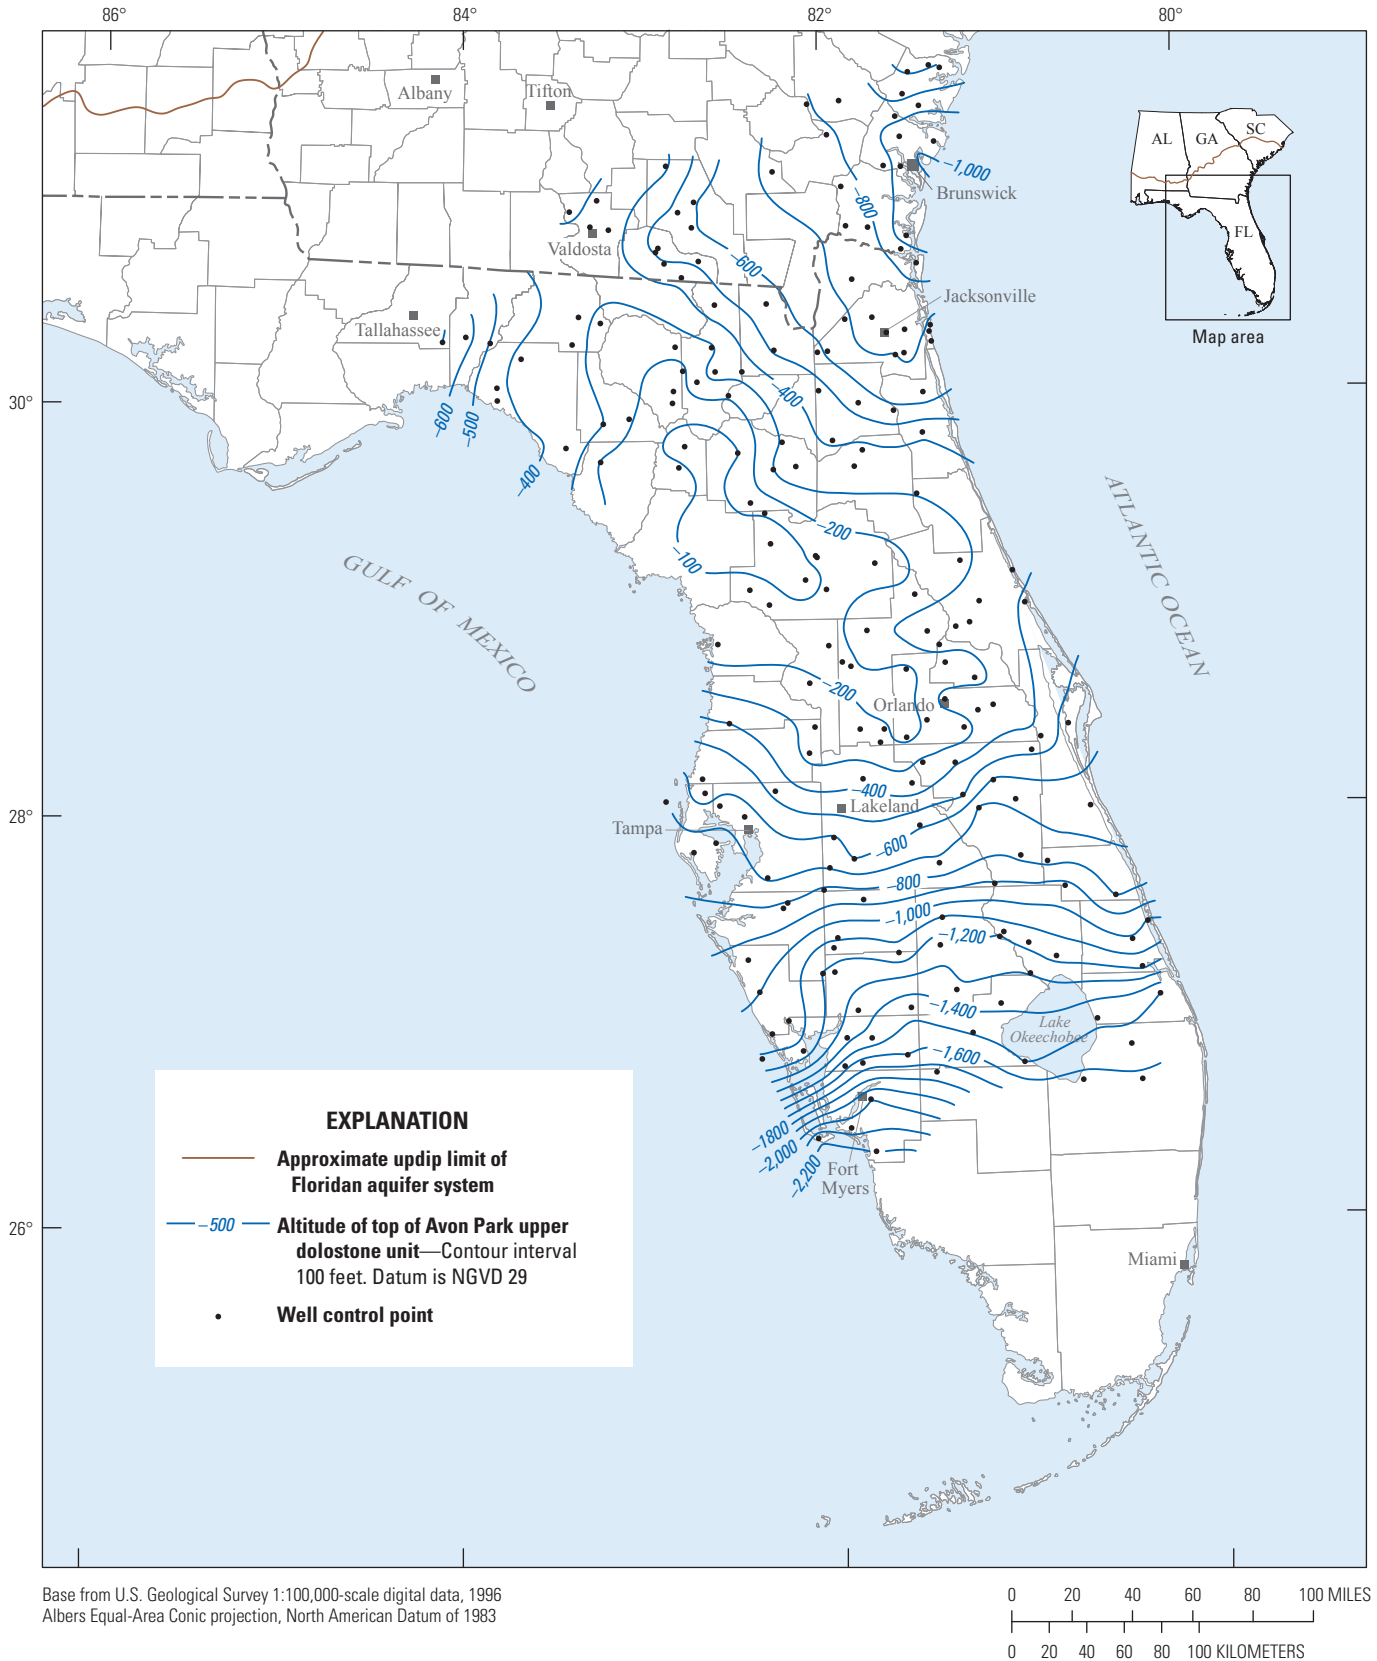 86°
84°
82°
80°
Albany
Tifton
AL
GA
SC
–1,000
Brunswick
–800
FL
Valdosta
–600
Jacksonville
Tallahassee
Map area
–400
30°
–600
–500
–400
ATLANTIC OCEAN
–200
–100
GULF OF MEXICO
–200
Orlando
–400
Lakeland
28°
Tampa
–600
–800
–1,000
–1,200
–1,400
Lake
Okeechobee
–1,600
–1800
–2,000
–2,200
Fort
Myers
26°
Miami
EXPLANATION
Approximate updip limit of
Floridan aquifer system
–500
Altitude of top of Avon Park upper
dolostone unit—Contour interval
100 feet. Datum is NGVD 29
Well control point
Base from U.S. Geological Survey 1:100,000-scale digital data, 1996
Albers Equal-Area Conic projection, North American Datum of 1983
0 20 40 60 80 100 MILES
0 20 40 60 80 100 KILOMETERS